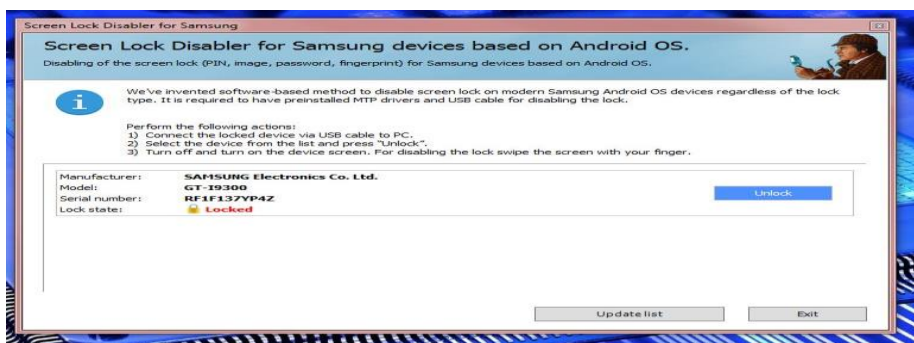 Screen Lock Disabler for Samsung
Screen Lock Disabler for Samsung devices based on Android OS.
Disabling of the screen lock (PIN, image, password, fingerprint) for Samsung devices based on Android OS.
We've invented software-based method to disable screen lock on modern Samsung Android OS devices regardless of the lock
type. It is required to have preinstalled MTP drivers and USB cable for disabling the lock.
Perform the following actions:
1) Connect the locked device via USB cable to PC.
2) Select the device from the list and press "Unlock".
3) Turn off and turn on the device screen. For disabling the lock swipe the screen with your finger.
Manufacturer: SAMSUNG Electronics Co. Ltd.
Model: GT-I9300
Serial number: RF1F137YP4Z
Lock state: Locked
Unlock
Update list Exit